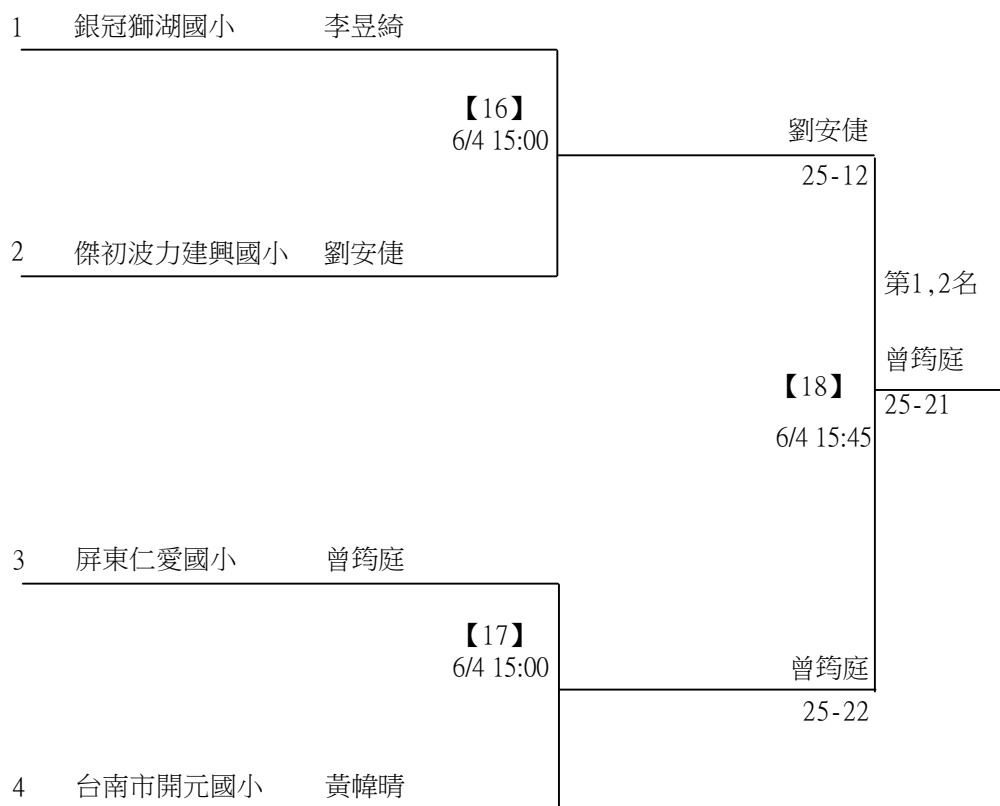 1 銀冠獅湖國小 李昱綺
【16】
6/4 15:00
劉安倢
25-12
2 傑初波力建興國小 劉安倢
第1,2名
曾筠庭
【18】
25-21
6/4 15:45
3 屏東仁愛國小 曾筠庭
【17】
6/4 15:00
曾筠庭
25-22
4 台南市開元國小 黃幃晴